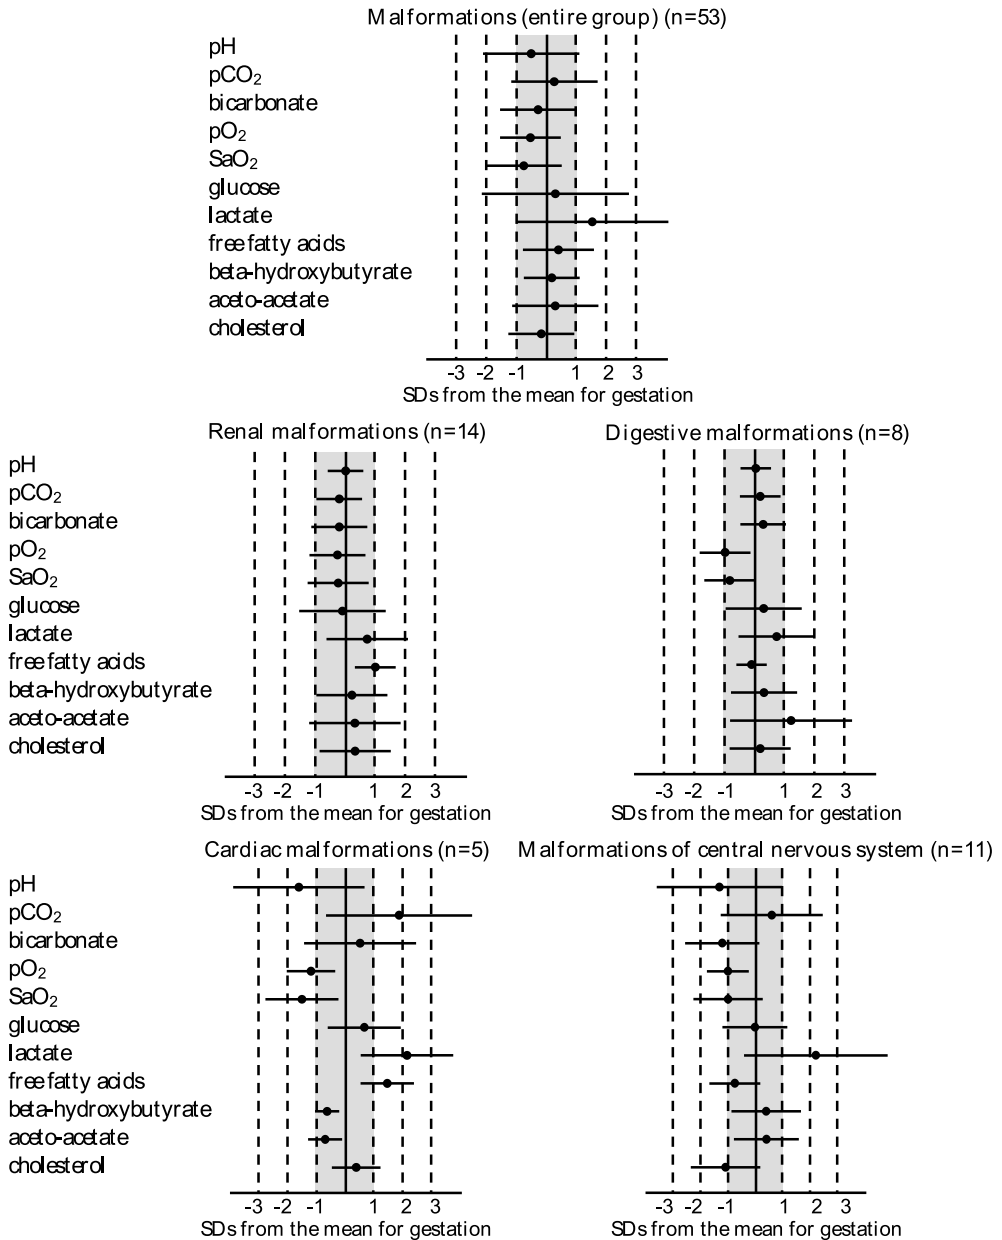 Malformations (entire group) (n=53)
pH
pCO₂
bicarbonate
pO₂
SaO₂
glucose
lactate
free fatty acids
beta-hydroxybutyrate
aceto-acetate
cholesterol
-3 -2 -1 1 2 3
SDs from the mean for gestation
Renal malformations (n=14)
Digestive malformations (n=8)
pH
pCO₂
bicarbonate
pO₂
SaO₂
glucose
lactate
free fatty acids
beta-hydroxybutyrate
aceto-acetate
cholesterol
-3 -2 -1 1 2 3
-3 -2 -1 1 2 3
SDs from the mean for gestation
SDs from the mean for gestation
Cardiac malformations (n=5)
Malformations of central nervous system (n=11)
pH
pCO₂
bicarbonate
pO₂
SaO₂
glucose
lactate
free fatty acids
beta-hydroxybutyrate
aceto-acetate
cholesterol
-3 -2 -1 1 2 3
-3 -2 -1 1 2 3
SDs from the mean for gestation
SDs from the mean for gestation